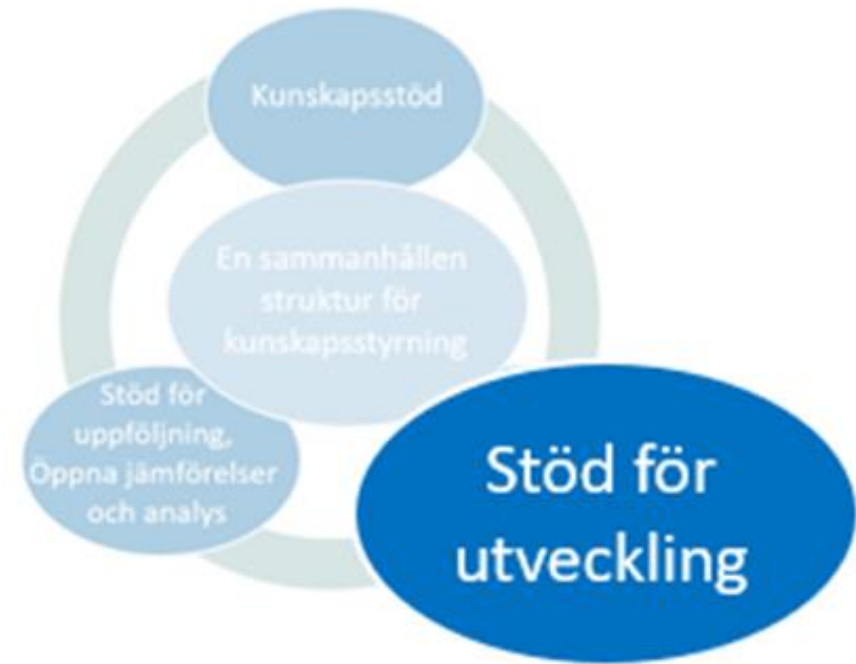 Kunskapsstöd
En sammanhållen
struktur för
kunskapsstyrning
Stöd för
uppföljning,
Öppna jämförelser
och analys
Stöd för
utveckling